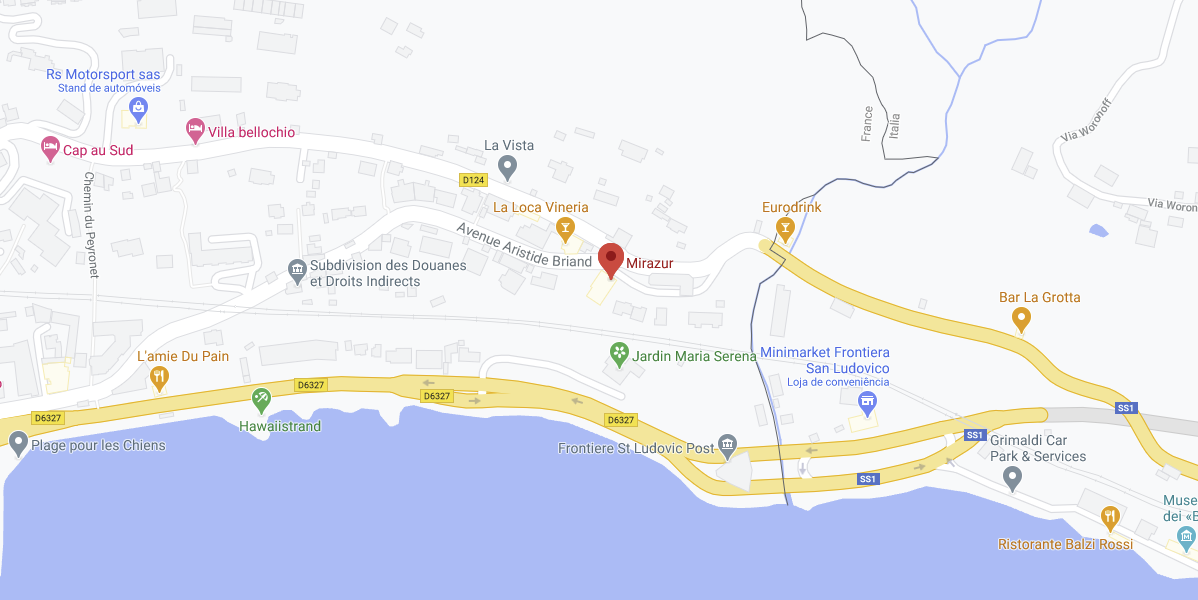 Rs Motorsport sas
Stand de automóveis
Villa bellochio
Cap au Sud
La Vista
D124
France
Italia
Via Woronoff
Via Woron
Chemin du Peyronet
La Loca Vineria
Eurodrink
Avenue Aristide Briand
Mirazur
Subdivision des Douanes
et Droits Indirects
Bar La Grotta
L'amie Du Pain
Jardin Maria Serena
Minimarket Frontiera
San Ludovico
Loja de conveniência
D6327
D6327
D6327
D6327
Hawaiistrand
SS1
SS1
SS1
Plage pour les Chiens
Frontiere St Ludovic Post
Grimaldi Car
Park & Services
Muse
dei «B
Ristorante Balzi Rossi